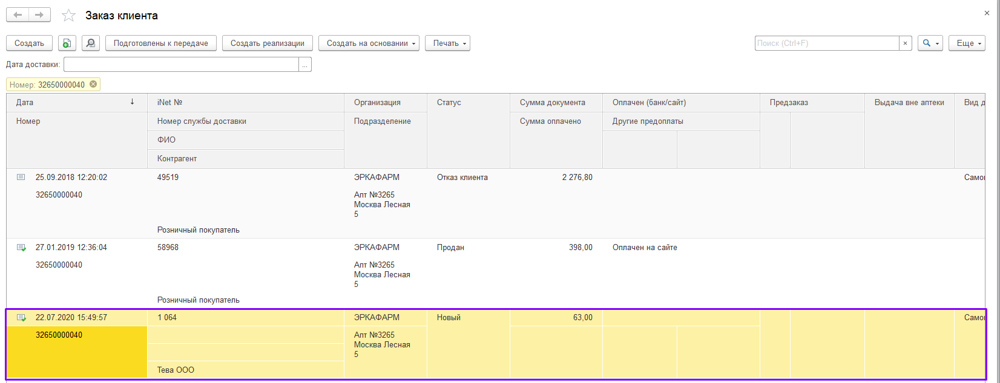 Заказ клиента
×
Создать Подготовлены к передаче Создать реализации Создать на основании Печать Поиск (Ctrl+F) × Еще
Дата доставки: ...
Номер: 32650000040
Дата ↓ iNet № Организация Статус Сумма документа Оплачен (банк/сайт) Предзаказ Выдача вне аптеки Вид д
Номер Номер службы доставки Подразделение Сумма оплачено Другие предоплаты
ФИО
Контрагент
25.09.2018 12:20:02 49519 ЭРКАФАРМ Отказ клиента 2 276,80 Самов
32650000040 Апт №3265
Москва Лесная
5
Розничный покупатель
27.01.2019 12:36:04 58968 ЭРКАФАРМ Продан 398,00 Оплачен на сайте
32650000040 Апт №3265
Москва Лесная
5
Розничный покупатель
22.07.2020 15:49:57 1 064 ЭРКАФАРМ Новый 63,00 Самов
32650000040 Апт №3265
Москва Лесная
5
Тева ООО